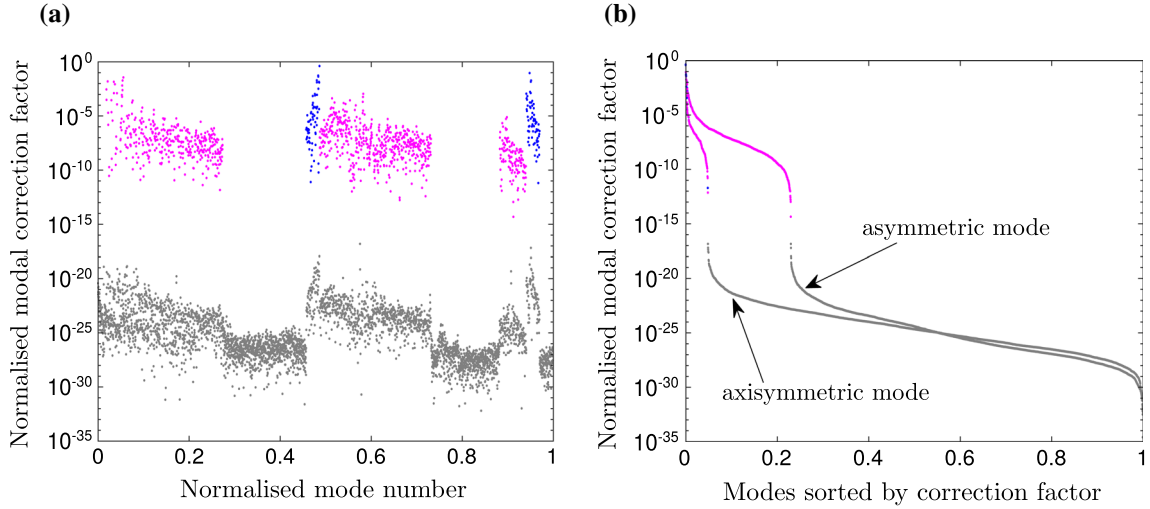 (a)
Normalised modal correction factor
10^0
10^-5
10^-10
10^-15
10^-20
10^-25
10^-30
10^-35
0 0.2 0.4 0.6 0.8 1
Normalised mode number
(b)
Normalised modal correction factor
10^0
10^-5
10^-10
10^-15
10^-20
10^-25
10^-30
10^-35
asymmetric mode
axisymmetric mode
0 0.2 0.4 0.6 0.8 1
Modes sorted by correction factor